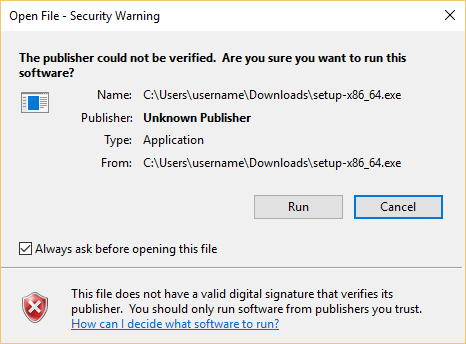 Open File - Security Warning
The publisher could not be verified.  Are you sure you want to run this
software?
Name: C:\Users\username\Downloads\setup-x86_64.exe
Publisher: Unknown Publisher
Type: Application
From: C:\Users\username\Downloads\setup-x86_64.exe
Run Cancel
Always ask before opening this file
This file does not have a valid digital signature that verifies its
publisher.  You should only run software from publishers you trust.
How can I decide what software to run?